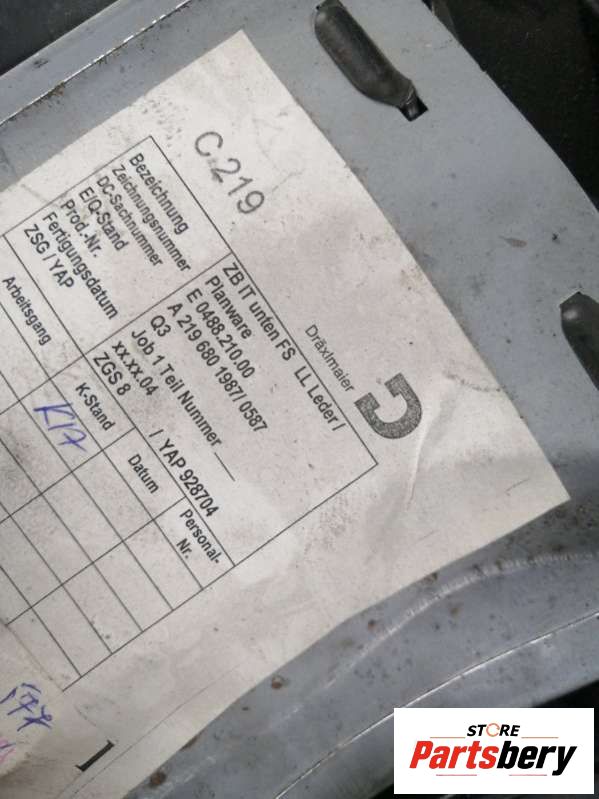 C 219
Dräxlmaier
Bezeichnung ZB IT unten FS LL Leder /
Planware
Zeichnungsnummer E 0488.210.00
DC-Sachnummer A 219 680 1987/ 0587
E/Q-Stand Q3
Prod.-Nr. Job 1 Teil Nummer___
Fertigungsdatum xx.xx.04
ZSG / YAP ZGS 8 / YAP 928704
Arbeitsgang K-Stand Datum Personal-
Nr.
K17
STORE
Partsbery